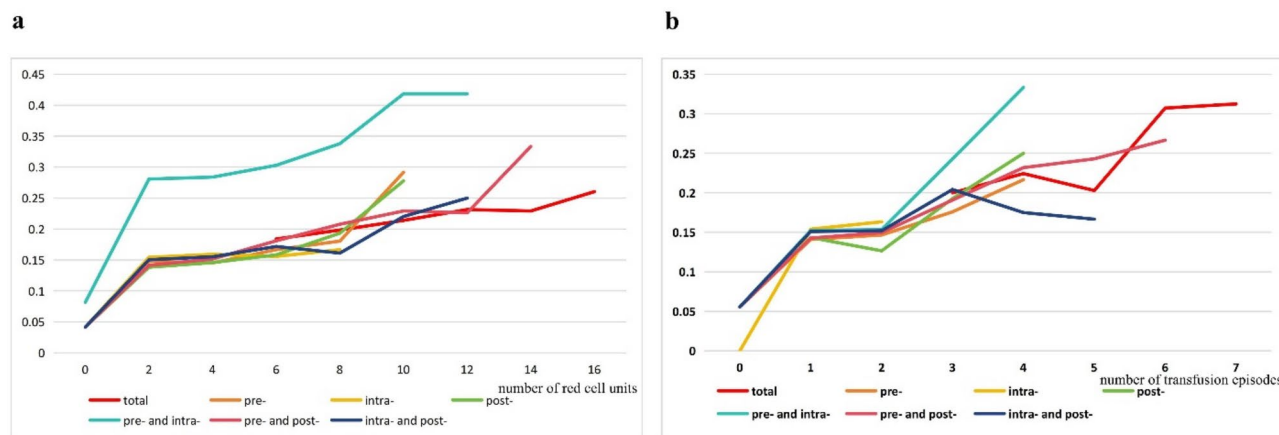 a
0.45
0.4
0.35
0.3
0.25
0.2
0.15
0.1
0.05
0
0 2 4 6 8 10 12 14 16
number of red cell units
total pre- intra- post-
pre- and intra- pre- and post- intra- and post-
b
0.35
0.3
0.25
0.2
0.15
0.1
0.05
0
0 1 2 3 4 5 6 7
number of transfusion episodes
total pre- intra- post-
pre- and intra- pre- and post- intra- and post-